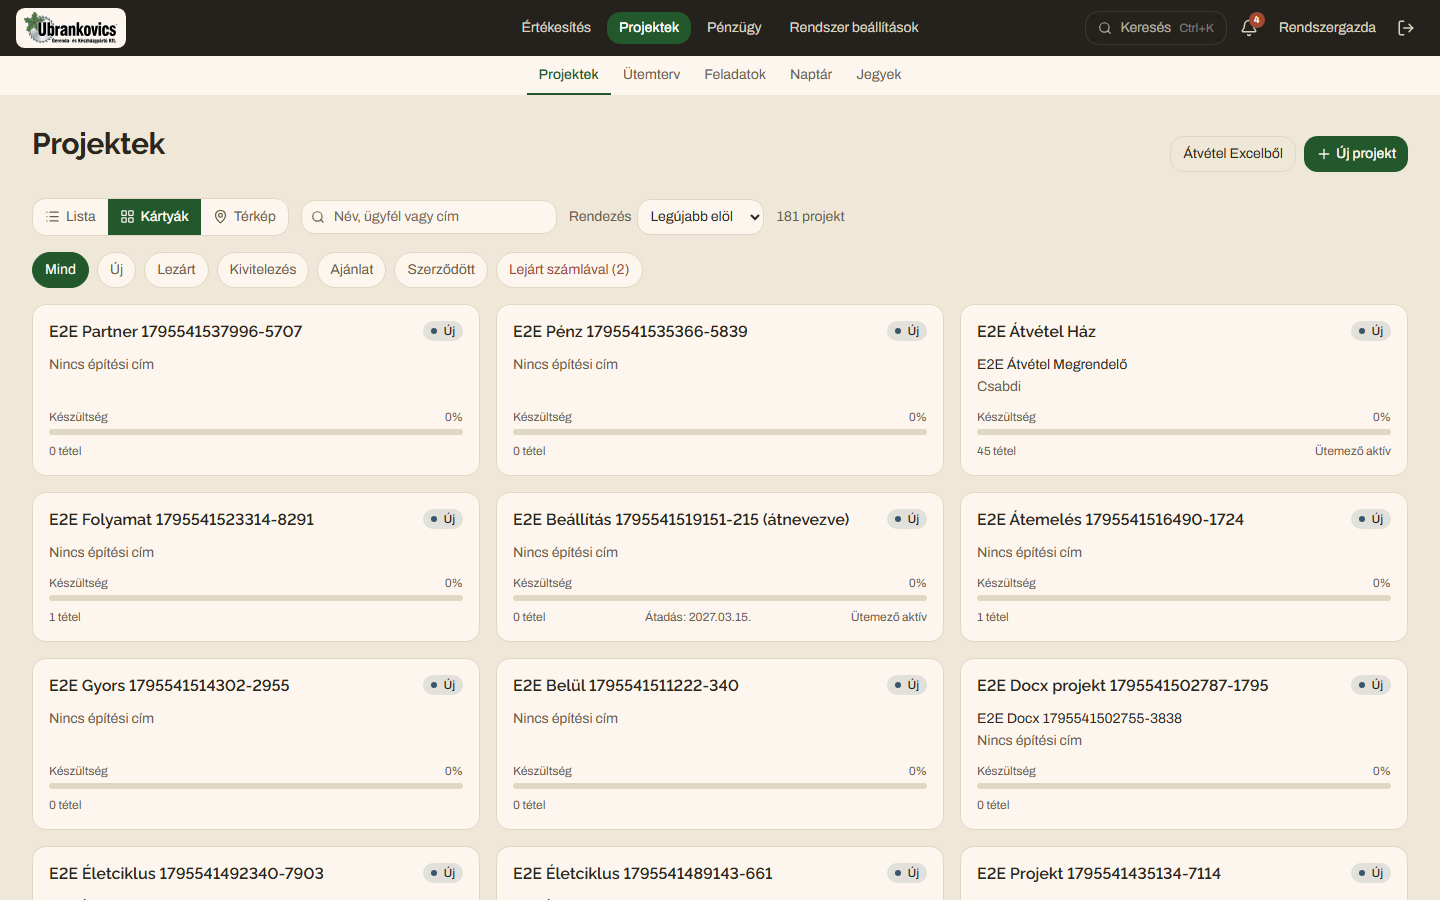 Ubrankovics
Gerenda- és Készházgyártó Kft.
Értékesítés
Projektek
Pénzügy
Rendszer beállítások
Keresés Ctrl+K
4
Rendszergazda
Projektek
Ütemterv
Feladatok
Naptár
Jegyek
Projektek
Átvétel Excelből
+ Új projekt
Lista
Kártyák
Térkép
Név, ügyfél vagy cím
Rendezés
Legújabb elöl
181 projekt
Mind
Új
Lezárt
Kivitelezés
Ajánlat
Szerződött
Lejárt számlával (2)
E2E Partner 1795541537996-5707
Új
Nincs építési cím
Készültség 0%
0 tétel
E2E Pénz 1795541535366-5839
Új
Nincs építési cím
Készültség 0%
0 tétel
E2E Átvétel Ház
Új
E2E Átvétel Megrendelő
Csabdi
Készültség 0%
45 tétel Ütemező aktív
E2E Folyamat 1795541523314-8291
Új
Nincs építési cím
Készültség 0%
1 tétel
E2E Beállítás 1795541519151-215 (átnevezve)
Új
Nincs építési cím
Készültség 0%
0 tétel Átadás: 2027.03.15. Ütemező aktív
E2E Átemelés 1795541516490-1724
Új
Nincs építési cím
Készültség 0%
1 tétel
E2E Gyors 1795541514302-2955
Új
Nincs építési cím
Készültség 0%
0 tétel
E2E Belül 1795541511222-340
Új
Nincs építési cím
Készültség 0%
0 tétel
E2E Docx projekt 1795541502787-1795
Új
E2E Docx 1795541502755-3838
Nincs építési cím
Készültség 0%
0 tétel
E2E Életciklus 1795541492340-7903
Új
E2E Életciklus 1795541489143-661
Új
E2E Projekt 1795541435134-7114
Új